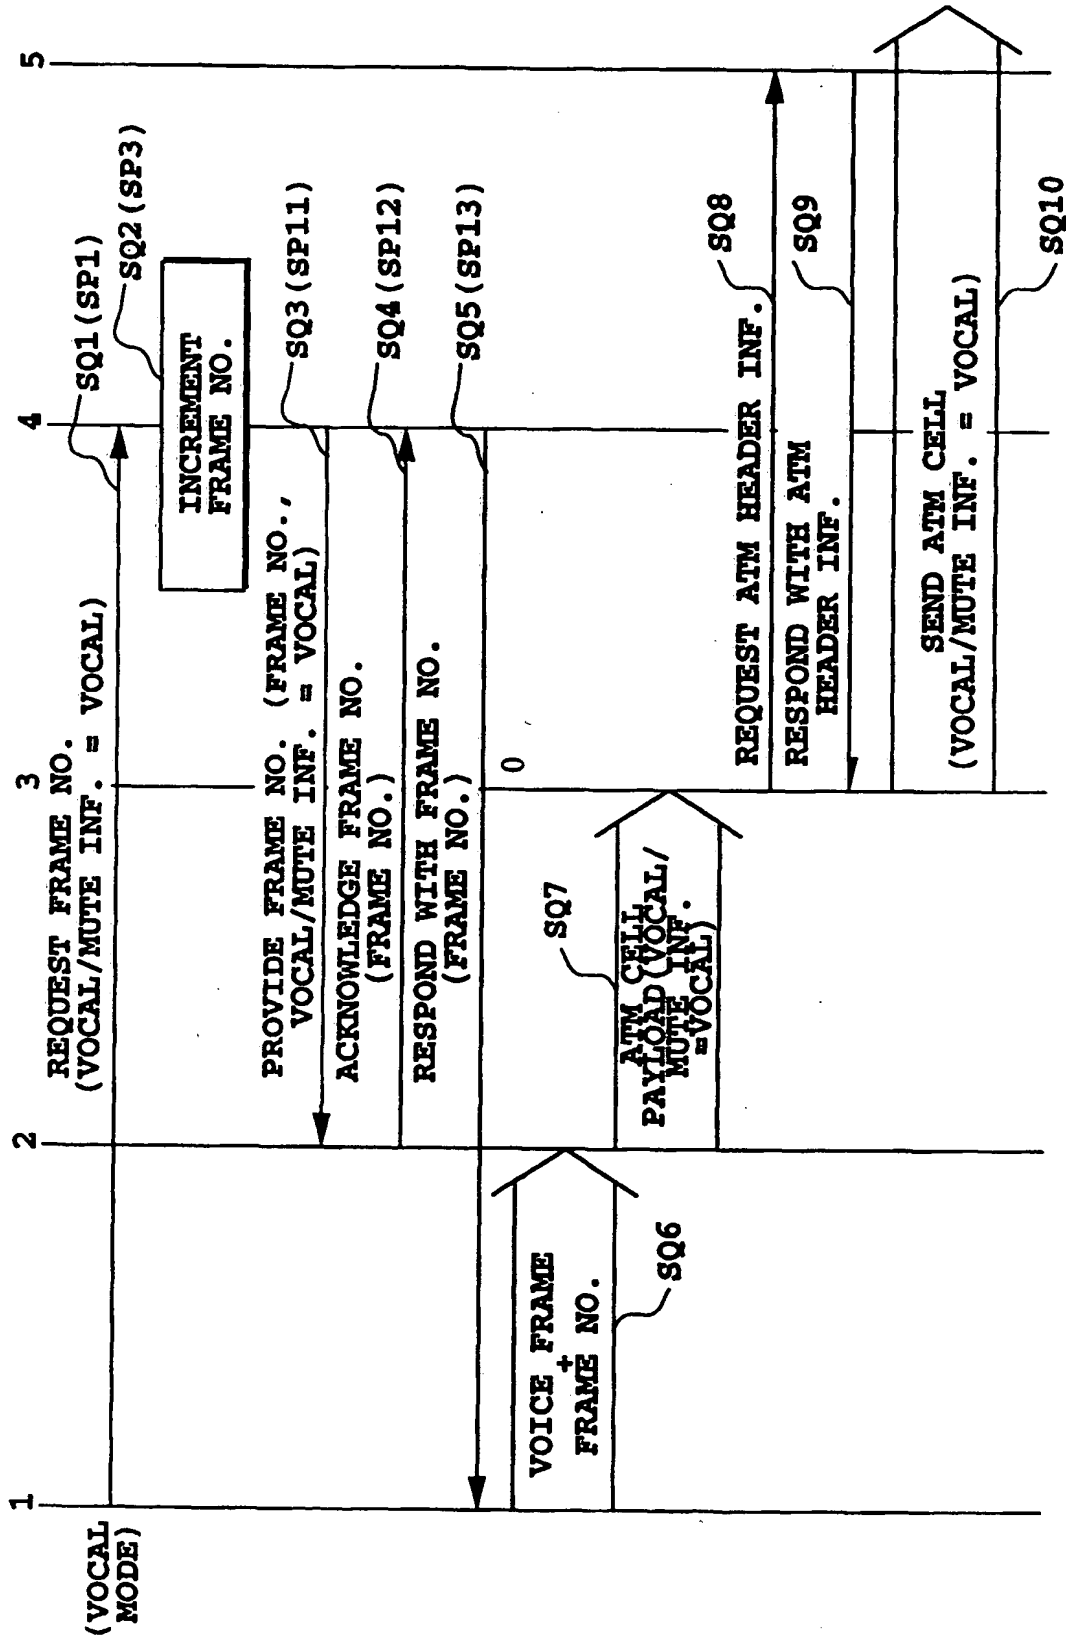 1
2
3
4
5
(VOCAL
MODE)
REQUEST FRAME NO.
(VOCAL/MUTE INF. = VOCAL)
SQ1(SP1)
SQ2(SP3)
INCREMENT
FRAME NO.
PROVIDE FRAME NO. (FRAME NO.,
VOCAL/MUTE INF. = VOCAL)
SQ3(SP11)
ACKNOWLEDGE FRAME NO.
(FRAME NO.)
SQ4(SP12)
RESPOND WITH FRAME NO.
(FRAME NO.)
SQ5(SP13)
0
VOICE FRAME
+
FRAME NO.
SQ6
ATM CELL
PAYLOAD(VOCAL/
MUTE INF.
=VOCAL)
SQ7
REQUEST ATM HEADER INF.
SQ8
RESPOND WITH ATM
HEADER INF.
SQ9
SEND ATM CELL
(VOCAL/MUTE INF. = VOCAL)
SQ10